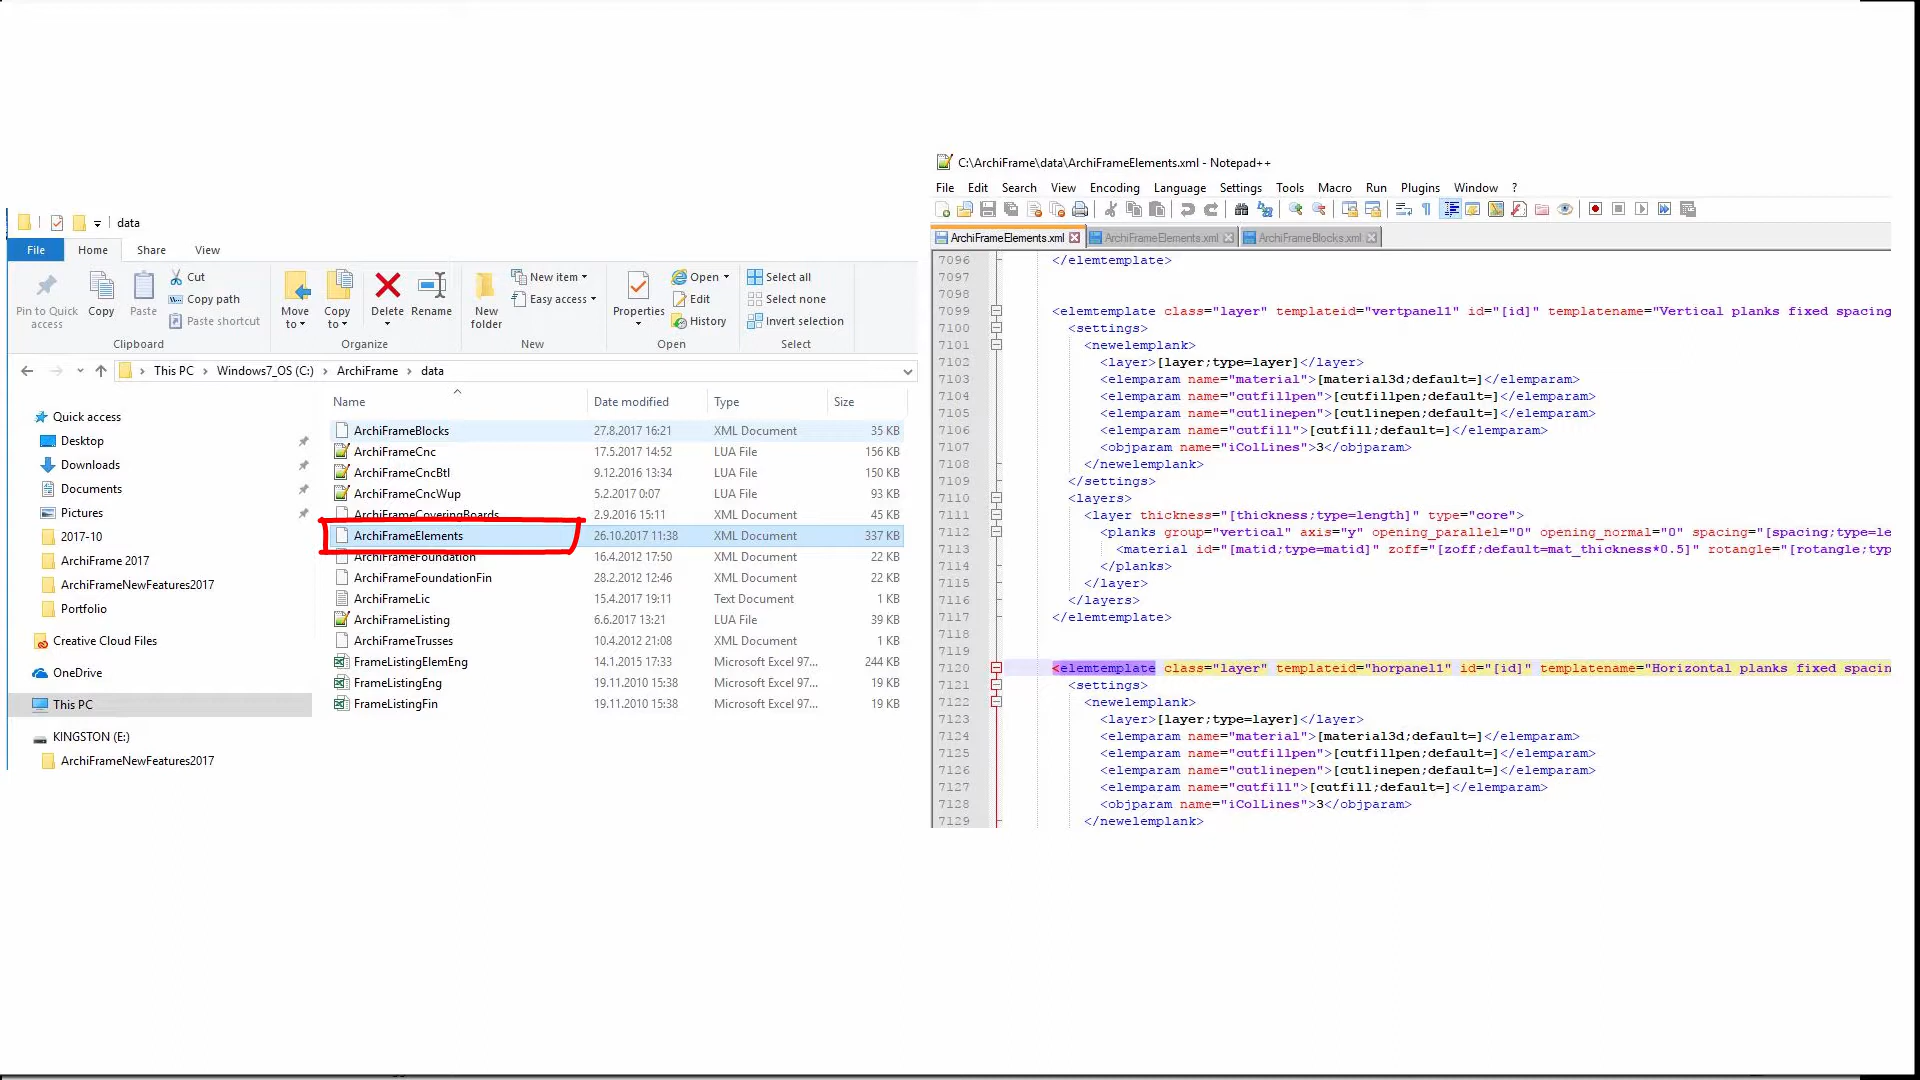 data
File Home Share View
Pin to Quick access
Copy
Paste
Cut
Copy path
Paste shortcut
Clipboard
Move to
Copy to
Delete
Rename
Organize
New folder
New item
Easy access
New
Properties
Open
Edit
History
Open
Select all
Select none
Invert selection
Select
This PC > Windows7_OS (C:) > ArchiFrame > data
Quick access
Desktop
Downloads
Documents
Pictures
2017-10
ArchiFrame 2017
ArchiFrameNewFeatures2017
Portfolio
Creative Cloud Files
OneDrive
This PC
KINGSTON (E:)
ArchiFrameNewFeatures2017
Name Date modified Type Size
ArchiFrameBlocks 27.8.2017 16:21 XML Document 35 KB
ArchiFrameCnc 17.5.2017 14:52 LUA File 156 KB
ArchiFrameCncBtl 9.12.2016 13:34 LUA File 150 KB
ArchiFrameCncWup 5.2.2017 0:07 LUA File 93 KB
ArchiFrameCoveringBoards 2.9.2016 15:11 XML Document 45 KB
ArchiFrameElements 26.10.2017 11:38 XML Document 337 KB
ArchiFrameFoundation 16.4.2012 17:50 XML Document 22 KB
ArchiFrameFoundationFin 28.2.2012 12:46 XML Document 22 KB
ArchiFrameLic 15.4.2017 19:11 Text Document 1 KB
ArchiFrameListing 6.6.2017 13:21 LUA File 39 KB
ArchiFrameTrusses 10.4.2012 21:08 XML Document 1 KB
FrameListingElemEng 14.1.2015 17:33 Microsoft Excel 97... 244 KB
FrameListingEng 19.11.2010 15:38 Microsoft Excel 97... 19 KB
FrameListingFin 19.11.2010 15:38 Microsoft Excel 97... 19 KB
C:\ArchiFrame\data\ArchiFrameElements.xml - Notepad++
File Edit Search View Encoding Language Settings Tools Macro Run Plugins Window ?
ArchiFrameElements.xml ArchiFrameElements.xml ArchiFrameBlocks.xml
7096 </elemtemplate>
7097
7098
7099 <elemtemplate class="layer" templateid="vertpanel1" id="[id]" templatename="Vertical planks fixed spacing
7100 <settings>
7101 <newelemplank>
7102 <layer>[layer;type=layer]</layer>
7103 <elemparam name="material">[material3d;default=]</elemparam>
7104 <elemparam name="cutfillpen">[cutfillpen;default=]</elemparam>
7105 <elemparam name="cutlinepen">[cutlinepen;default=]</elemparam>
7106 <elemparam name="cutfill">[cutfill;default=]</elemparam>
7107 <objparam name="iColLines">3</objparam>
7108 </newelemplank>
7109 </settings>
7110 <layers>
7111 <layer thickness="[thickness;type=length]" type="core">
7112 <planks group="vertical" axis="y" opening_parallel="0" opening_normal="0" spacing="[spacing;type=le
7113 <material id="[matid;type=matid]" zoff="[zoff;default=mat_thickness*0.5]" rotangle="[rotangle;typ
7114 </planks>
7115 </layer>
7116 </layers>
7117 </elemtemplate>
7118
7119
7120 <elemtemplate class="layer" templateid="horpanel1" id="[id]" templatename="Horizontal planks fixed spacin
7121 <settings>
7122 <newelemplank>
7123 <layer>[layer;type=layer]</layer>
7124 <elemparam name="material">[material3d;default=]</elemparam>
7125 <elemparam name="cutfillpen">[cutfillpen;default=]</elemparam>
7126 <elemparam name="cutlinepen">[cutlinepen;default=]</elemparam>
7127 <elemparam name="cutfill">[cutfill;default=]</elemparam>
7128 <objparam name="iColLines">3</objparam>
7129 </newelemplank>